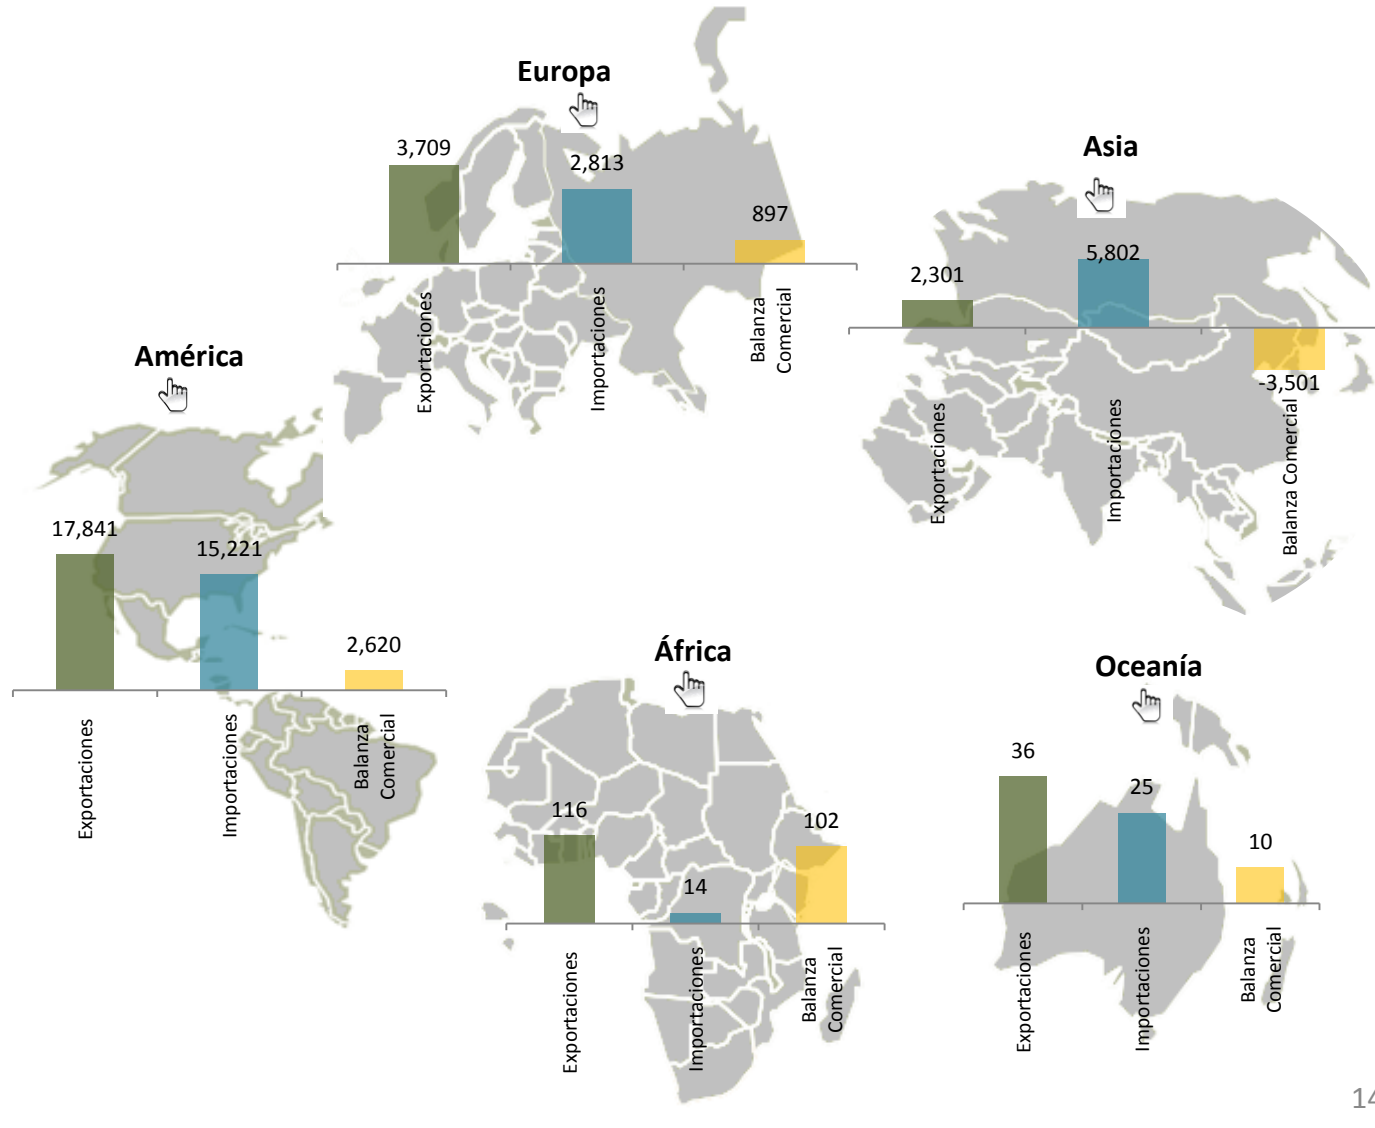 Europa
3,709
2,813
897
Exportaciones
Importaciones
Balanza
Comercial
Asia
2,301
5,802
-3,501
Exportaciones
Importaciones
Balanza Comercial
América
17,841
15,221
2,620
Exportaciones
Importaciones
Balanza
Comercial
África
116
14
102
Exportaciones
Importaciones
Balanza
Comercial
Oceanía
36
25
10
Exportaciones
Importaciones
Balanza
Comercial
14